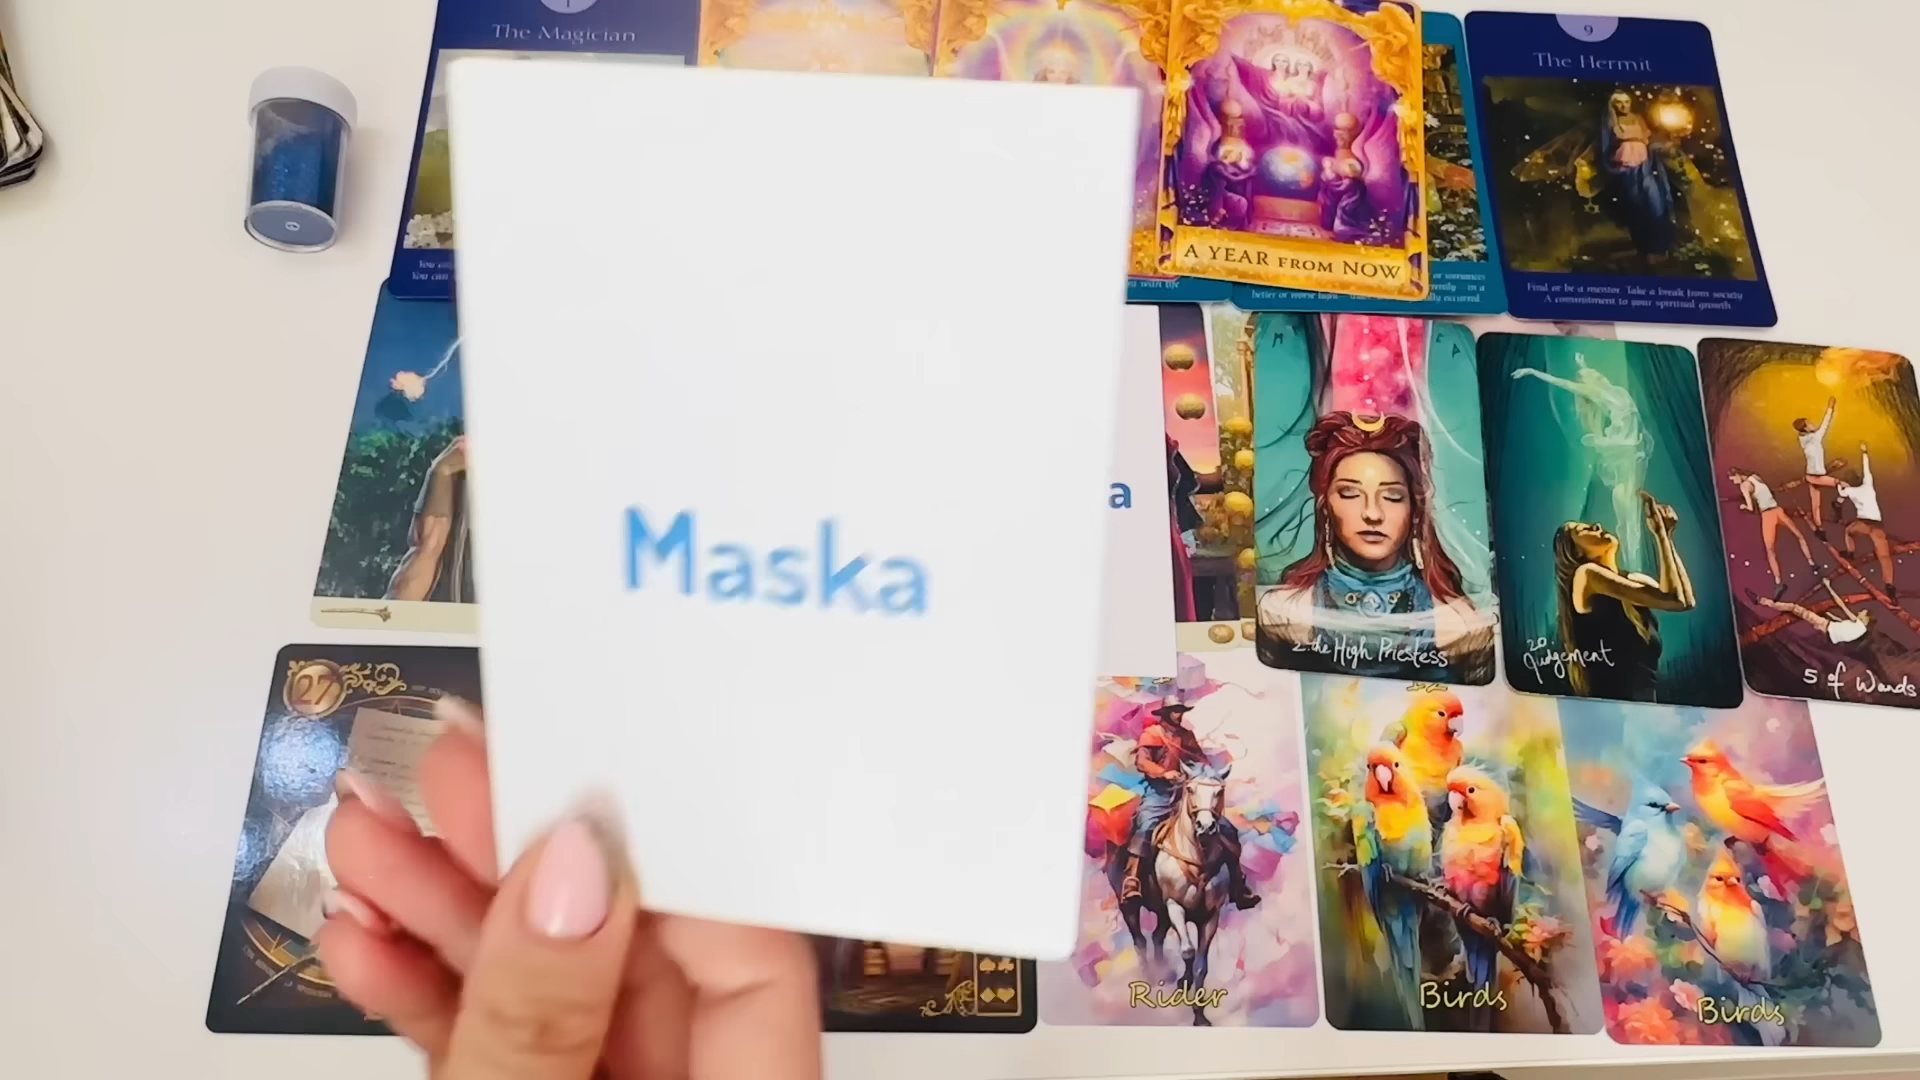 1
The Magician
9
The Hermit
A YEAR FROM NOW
Find or be a mentor. Take a break from society
A commitment to your spiritual growth
a
Maska
2. the High Priestess
20
Judgement
5 of Wands
27
Rider
Birds
Birds